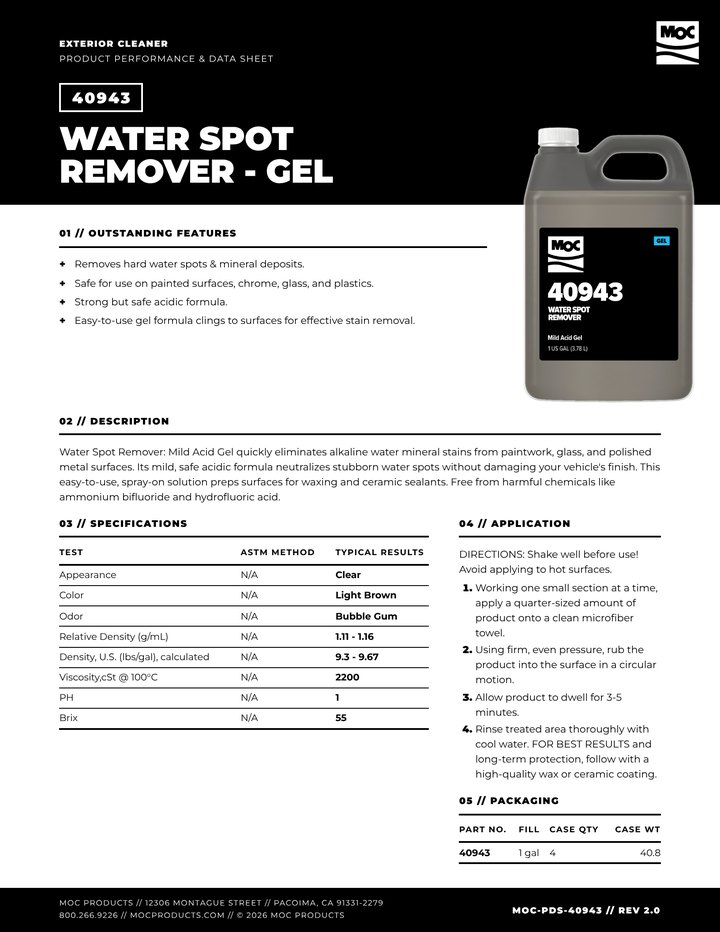 EXTERIOR CLEANER
PRODUCT PERFORMANCE & DATA SHEET
MOC
40943
WATER SPOT
REMOVER - GEL
01 // OUTSTANDING FEATURES
+ Removes hard water spots & mineral deposits.
+ Safe for use on painted surfaces, chrome, glass, and plastics.
+ Strong but safe acidic formula.
+ Easy-to-use gel formula clings to surfaces for effective stain removal.
MOC
GEL
40943
WATER SPOT
REMOVER
Mild Acid Gel
1 US GAL (3.78 L)
02 // DESCRIPTION
Water Spot Remover: Mild Acid Gel quickly eliminates alkaline water mineral stains from paintwork, glass, and polished
metal surfaces. Its mild, safe acidic formula neutralizes stubborn water spots without damaging your vehicle's finish. This
easy-to-use, spray-on solution preps surfaces for waxing and ceramic sealants. Free from harmful chemicals like
ammonium bifluoride and hydrofluoric acid.
03 // SPECIFICATIONS
TEST ASTM METHOD TYPICAL RESULTS
Appearance N/A Clear
Color N/A Light Brown
Odor N/A Bubble Gum
Relative Density (g/mL) N/A 1.11 - 1.16
Density, U.S. (lbs/gal), calculated N/A 9.3 - 9.67
Viscosity,cSt @ 100°C N/A 2200
PH N/A 1
Brix N/A 55
04 // APPLICATION
DIRECTIONS: Shake well before use!
Avoid applying to hot surfaces.
1. Working one small section at a time,
apply a quarter-sized amount of
product onto a clean microfiber
towel.
2. Using firm, even pressure, rub the
product into the surface in a circular
motion.
3. Allow product to dwell for 3-5
minutes.
4. Rinse treated area thoroughly with
cool water. FOR BEST RESULTS and
long-term protection, follow with a
high-quality wax or ceramic coating.
05 // PACKAGING
PART NO. FILL CASE QTY CASE WT
40943 1 gal 4 40.8
MOC PRODUCTS // 12306 MONTAGUE STREET // PACOIMA, CA 91331-2279
800.266.9226 // MOCPRODUCTS.COM // © 2026 MOC PRODUCTS
MOC-PDS-40943 // REV 2.0